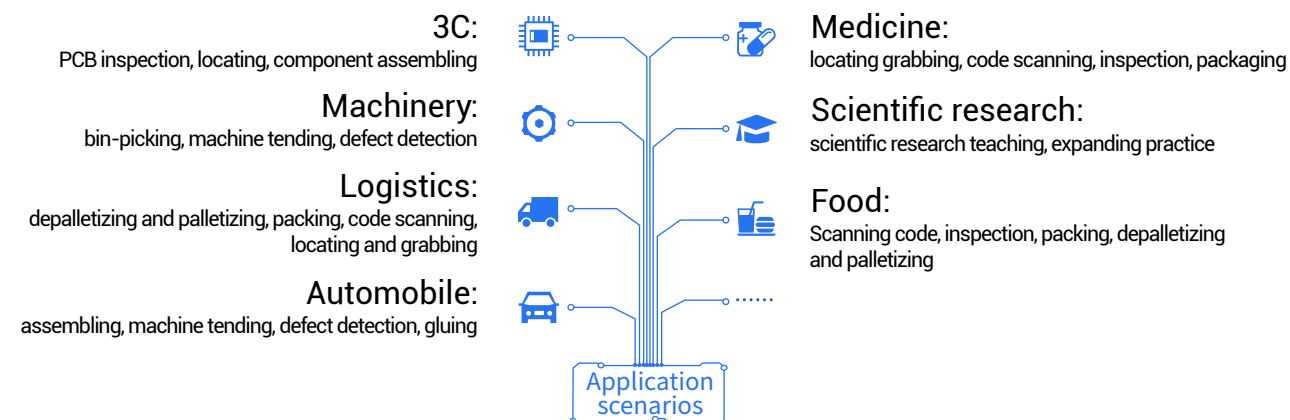 3C:
PCB inspection, locating, component assembling
Machinery:
bin-picking, machine tending, defect detection
Logistics:
depalletizing and palletizing, packing, code scanning,
locating and grabbing
Automobile:
assembling, machine tending, defect detection, gluing
Medicine:
locating grabbing, code scanning, inspection, packaging
Scientific research:
scientific research teaching, expanding practice
Food:
Scanning code, inspection, packing, depalletizing
and palletizing
......
Application
scenarios